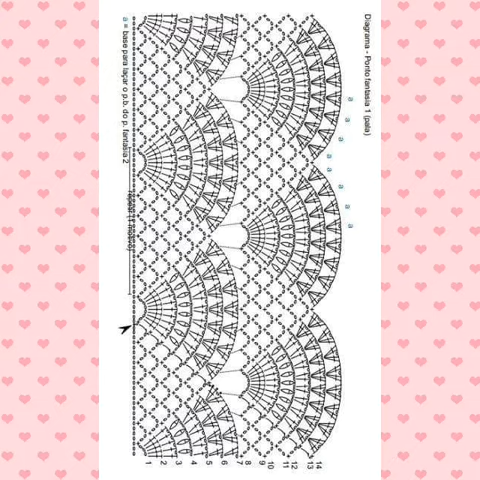 Diagrama - Ponto fantasia 1 (pala)
a a a a a a a a
a = base para laçar o p.b. do p. fantasia 2
1 2 3 4 5 6 7 8 9 10 11 12 13 14